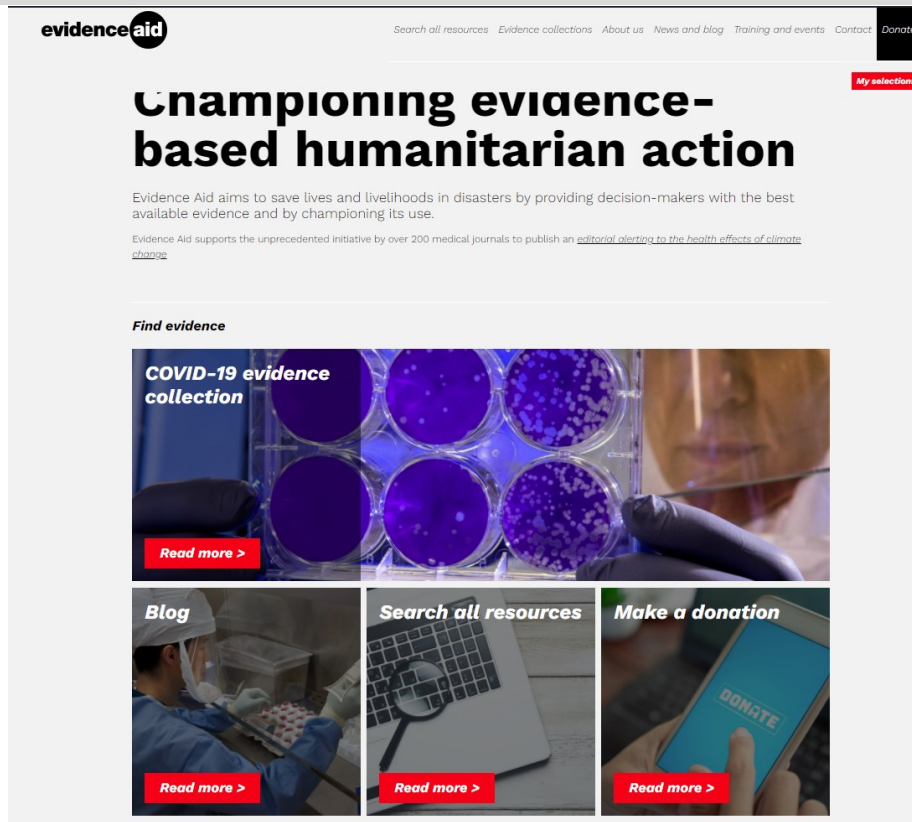 evidence aid
Search all resources Evidence collections About us News and blog Training and events Contact Donate
My selection
Championing evidence-
based humanitarian action
Evidence Aid aims to save lives and livelihoods in disasters by providing decision-makers with the best
available evidence and by championing its use.
Evidence Aid supports the unprecedented initiative by over 200 medical journals to publish an editorial alerting to the health effects of climate
change
Find evidence
COVID-19 evidence
collection
Read more >
Blog
Read more >
Search all resources
Read more >
Make a donation
DONATE
Read more >